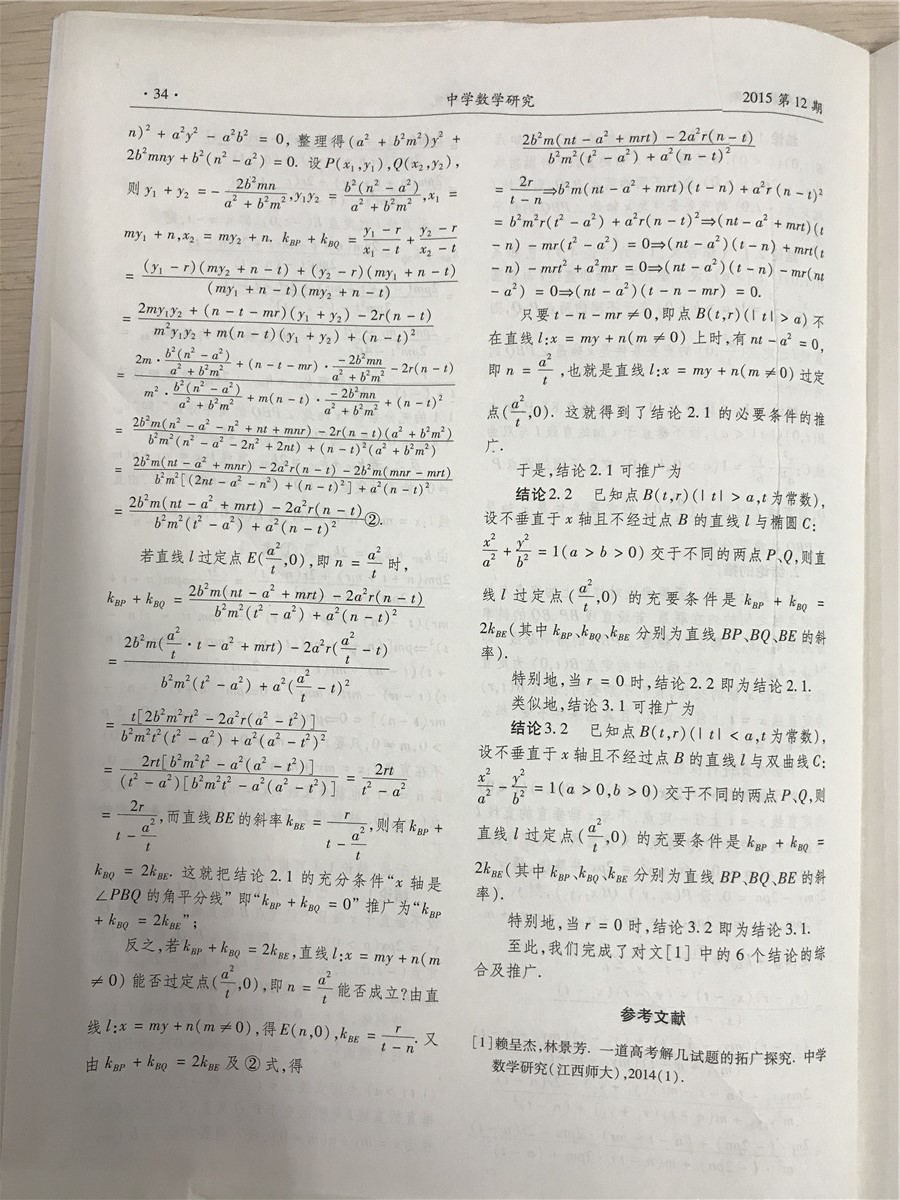 · 34 ·
中学数学研究
2015 第 12 期
n)² + a²y² − a²b² = 0, 整理得(a² + b²m²)y² +
2b²mny + b²(n² − a²) = 0. 设 P(x₁,y₁),Q(x₂,y₂),
则 y₁ + y₂ = − 2b²mn/(a² + b²m²), y₁y₂ = b²(n² − a²)/(a² + b²m²), x₁ =
my₁ + n, x₂ = my₂ + n. k_BP + k_BQ = (y₁ − r)/(x₁ − t) + (y₂ − r)/(x₂ − t)
= [(y₁ − r)(my₂ + n − t) + (y₂ − r)(my₁ + n − t)]/[(my₁ + n − t)(my₂ + n − t)]
= [2my₁y₂ + (n − t − mr)(y₁ + y₂) − 2r(n − t)]/[m²y₁y₂ + m(n − t)(y₁ + y₂) + (n − t)²]
= [2m · b²(n² − a²)/(a² + b²m²) + (n − t − mr) · −2b²mn/(a² + b²m²) − 2r(n − t)]/[m² · b²(n² − a²)/(a² + b²m²) + m(n − t) · −2b²mn/(a² + b²m²) + (n − t)²]
= [2b²m(n² − a² − n² + nt + mnr) − 2r(n − t)(a² + b²m²)]/[b²m²(n² − a² − 2n² + 2nt) + (n − t)²(a² + b²m²)]
= [2b²m(nt − a² + mnr) − 2a²r(n − t) − 2b²m(mnr − mrt)]/[b²m²[(2nt − a² − n²) + (n − t)²] + a²(n − t)²]
= [2b²m(nt − a² + mrt) − 2a²r(n − t)]/[b²m²(t² − a²) + a²(n − t)²] ②.
若直线 l 过定点 E(a²/t,0), 即 n = a²/t 时,
k_BP + k_BQ = [2b²m(nt − a² + mrt) − 2a²r(n − t)]/[b²m²(t² − a²) + a²(n − t)²]
= [2b²m(a²/t · t − a² + mrt) − 2a²r(a²/t − t)]/[b²m²(t² − a²) + a²(a²/t − t)²]
= t[2b²m²rt² − 2a²r(a² − t²)]/[b²m²t²(t² − a²) + a²(a² − t²)²]
= 2rt[b²m²t² − a²(a² − t²)]/{(t² − a²)[b²m²t² − a²(a² − t²)]} = 2rt/(t² − a²)
= 2r/(t − a²/t), 而直线 BE 的斜率 k_BE = r/(t − a²/t), 则有 k_BP +
k_BQ = 2k_BE. 这就把结论 2.1 的充分条件“x 轴是
∠PBQ 的角平分线” 即“k_BP + k_BQ = 0” 推广为“k_BP
+ k_BQ = 2k_BE”;
反之, 若 k_BP + k_BQ = 2k_BE, 直线 l:x = my + n(m
≠ 0) 能否过定点(a²/t,0), 即 n = a²/t 能否成立?由直
线 l:x = my + n(m ≠ 0), 得 E(n,0), k_BE = r/(t − n). 又
由 k_BP + k_BQ = 2k_BE 及 ② 式, 得
[2b²m(nt − a² + mrt) − 2a²r(n − t)]/[b²m²(t² − a²) + a²(n − t)²]
= 2r/(t − n) ⇒ b²m(nt − a² + mrt)(t − n) + a²r(n − t)²
= b²m²r(t² − a²) + a²r(n − t)² ⇒ (nt − a² + mrt)(t
− n) − mr(t² − a²) = 0 ⇒ (nt − a²)(t − n) + mrt(t
− n) − mrt² + a²mr = 0 ⇒ (nt − a²)(t − n) − mr(nt
− a²) = 0 ⇒ (nt − a²)(t − n − mr) = 0.
只要 t − n − mr ≠ 0, 即点 B(t,r)(|t| > a) 不
在直线 l:x = my + n(m ≠ 0) 上时, 有 nt − a² = 0,
即 n = a²/t , 也就是直线 l:x = my + n(m ≠ 0) 过定
点(a²/t,0). 这就得到了结论 2.1 的必要条件的推
广.
于是, 结论 2.1 可推广为
结论2.2 已知点 B(t,r)(|t| > a,t 为常数),
设不垂直于 x 轴且不经过点 B 的直线 l 与椭圆 C:
x²/a² + y²/b² = 1(a > b > 0) 交于不同的两点 P、Q, 则直
线 l 过定点(a²/t,0) 的充要条件是 k_BP + k_BQ =
2k_BE(其中 k_BP、k_BQ、k_BE 分别为直线 BP、BQ、BE 的斜
率).
特别地, 当 r = 0 时, 结论 2.2 即为结论 2.1.
类似地, 结论 3.1 可推广为
结论3.2 已知点 B(t,r)(|t| < a,t 为常数),
设不垂直于 x 轴且不经过点 B 的直线 l 与双曲线 C:
x²/a² − y²/b² = 1(a > 0,b > 0) 交于不同的两点 P、Q, 则
直线 l 过定点(a²/t,0) 的充要条件是 k_BP + k_BQ =
2k_BE(其中 k_BP、k_BQ、k_BE 分别为直线 BP、BQ、BE 的斜
率).
特别地, 当 r = 0 时, 结论 3.2 即为结论 3.1.
至此, 我们完成了对文[1] 中的 6 个结论的综
合及推广.
参考文献
[1]赖呈杰,林景芳. 一道高考解几试题的拓广探究. 中学
数学研究(江西师大),2014(1).